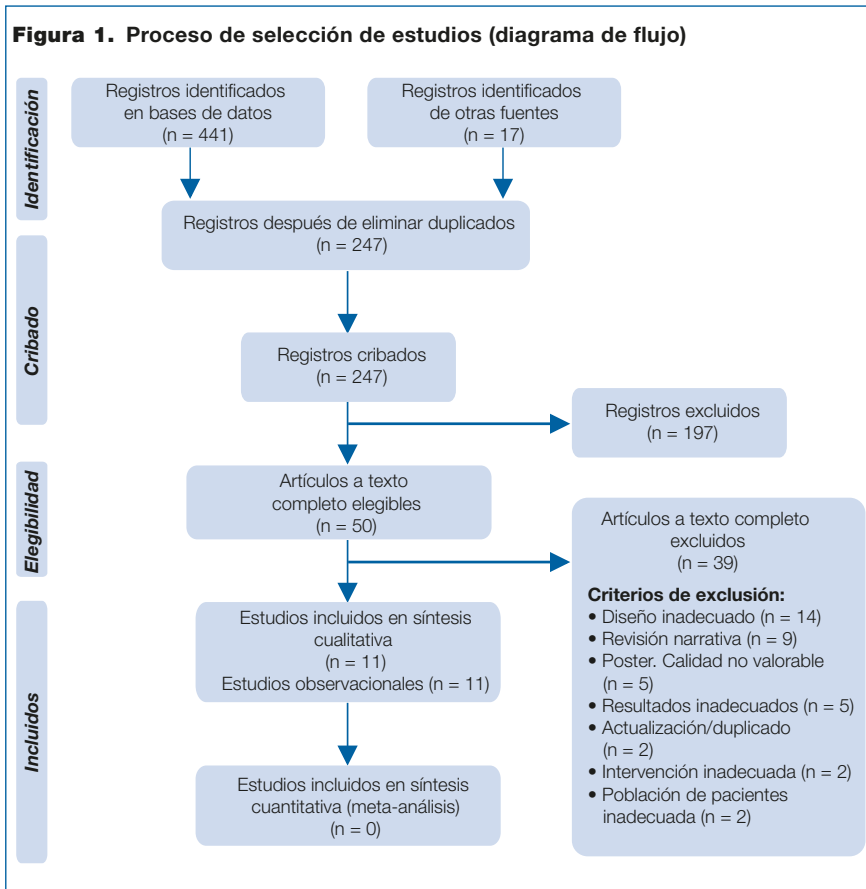 Figura 1. Proceso de selección de estudios (diagrama de flujo)
Identificación
Registros identificados
en bases de datos
(n = 441)
Registros identificados
de otras fuentes
(n = 17)
Registros después de eliminar duplicados
(n = 247)
Cribado
Registros cribados
(n = 247)
Registros excluidos
(n = 197)
Elegibilidad
Artículos a texto
completo elegibles
(n = 50)
Artículos a texto completo
excluidos
(n = 39)
Criterios de exclusión:
• Diseño inadecuado (n = 14)
• Revisión narrativa (n = 9)
• Poster. Calidad no valorable
(n = 5)
• Resultados inadecuados (n = 5)
• Actualización/duplicado
(n = 2)
• Intervención inadecuada (n = 2)
• Población de pacientes
inadecuada (n = 2)
Incluidos
Estudios incluidos en síntesis
cualitativa
(n = 11)
Estudios observacionales (n = 11)
Estudios incluidos en síntesis
cuantitativa (meta-análisis)
(n = 0)